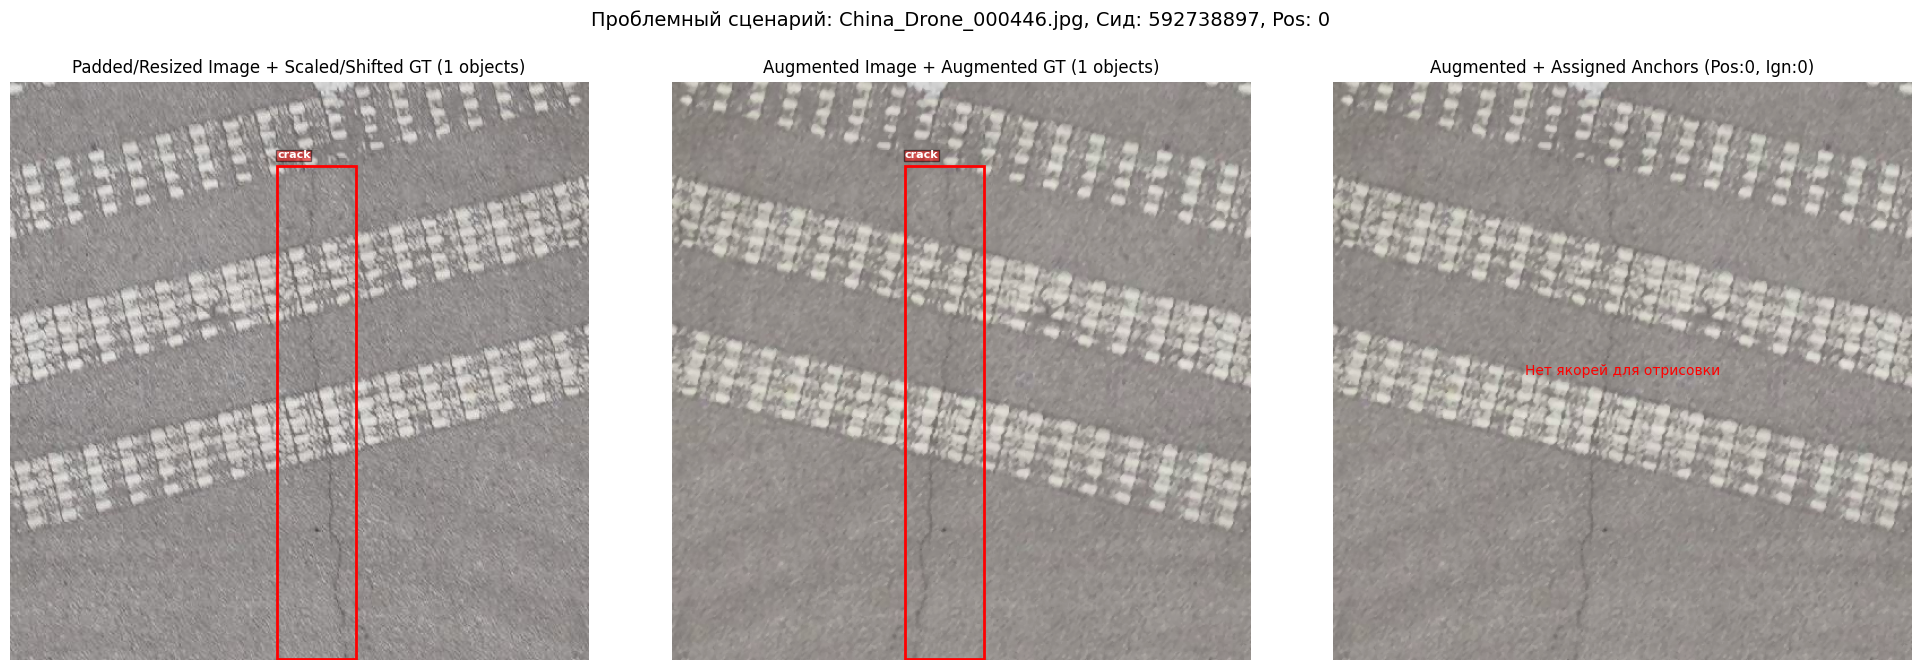 Проблемный сценарий: China_Drone_000446.jpg, Сид: 592738897, Pos: 0
Padded/Resized Image + Scaled/Shifted GT (1 objects)
Augmented Image + Augmented GT (1 objects)
Augmented + Assigned Anchors (Pos:0, Ign:0)
crack
crack
Нет якорей для отрисовки